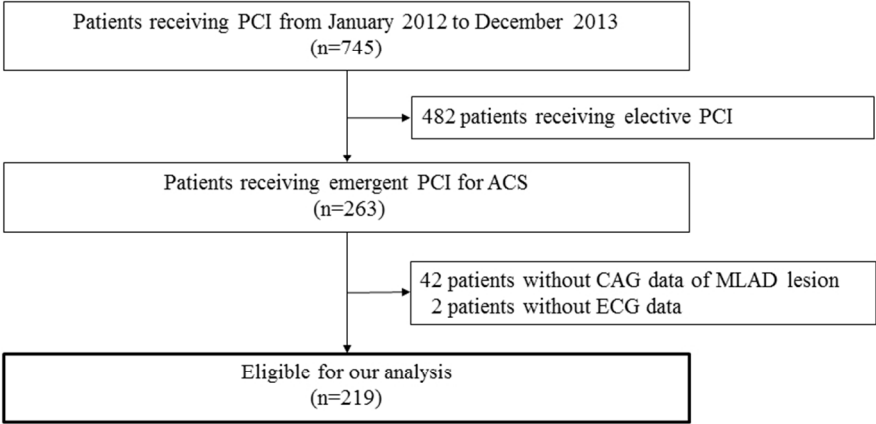 Patients receiving PCI from January 2012 to December 2013
(n=745)
482 patients receiving elective PCI
Patients receiving emergent PCI for ACS
(n=263)
42 patients without CAG data of MLAD lesion
2 patients without ECG data
Eligible for our analysis
(n=219)